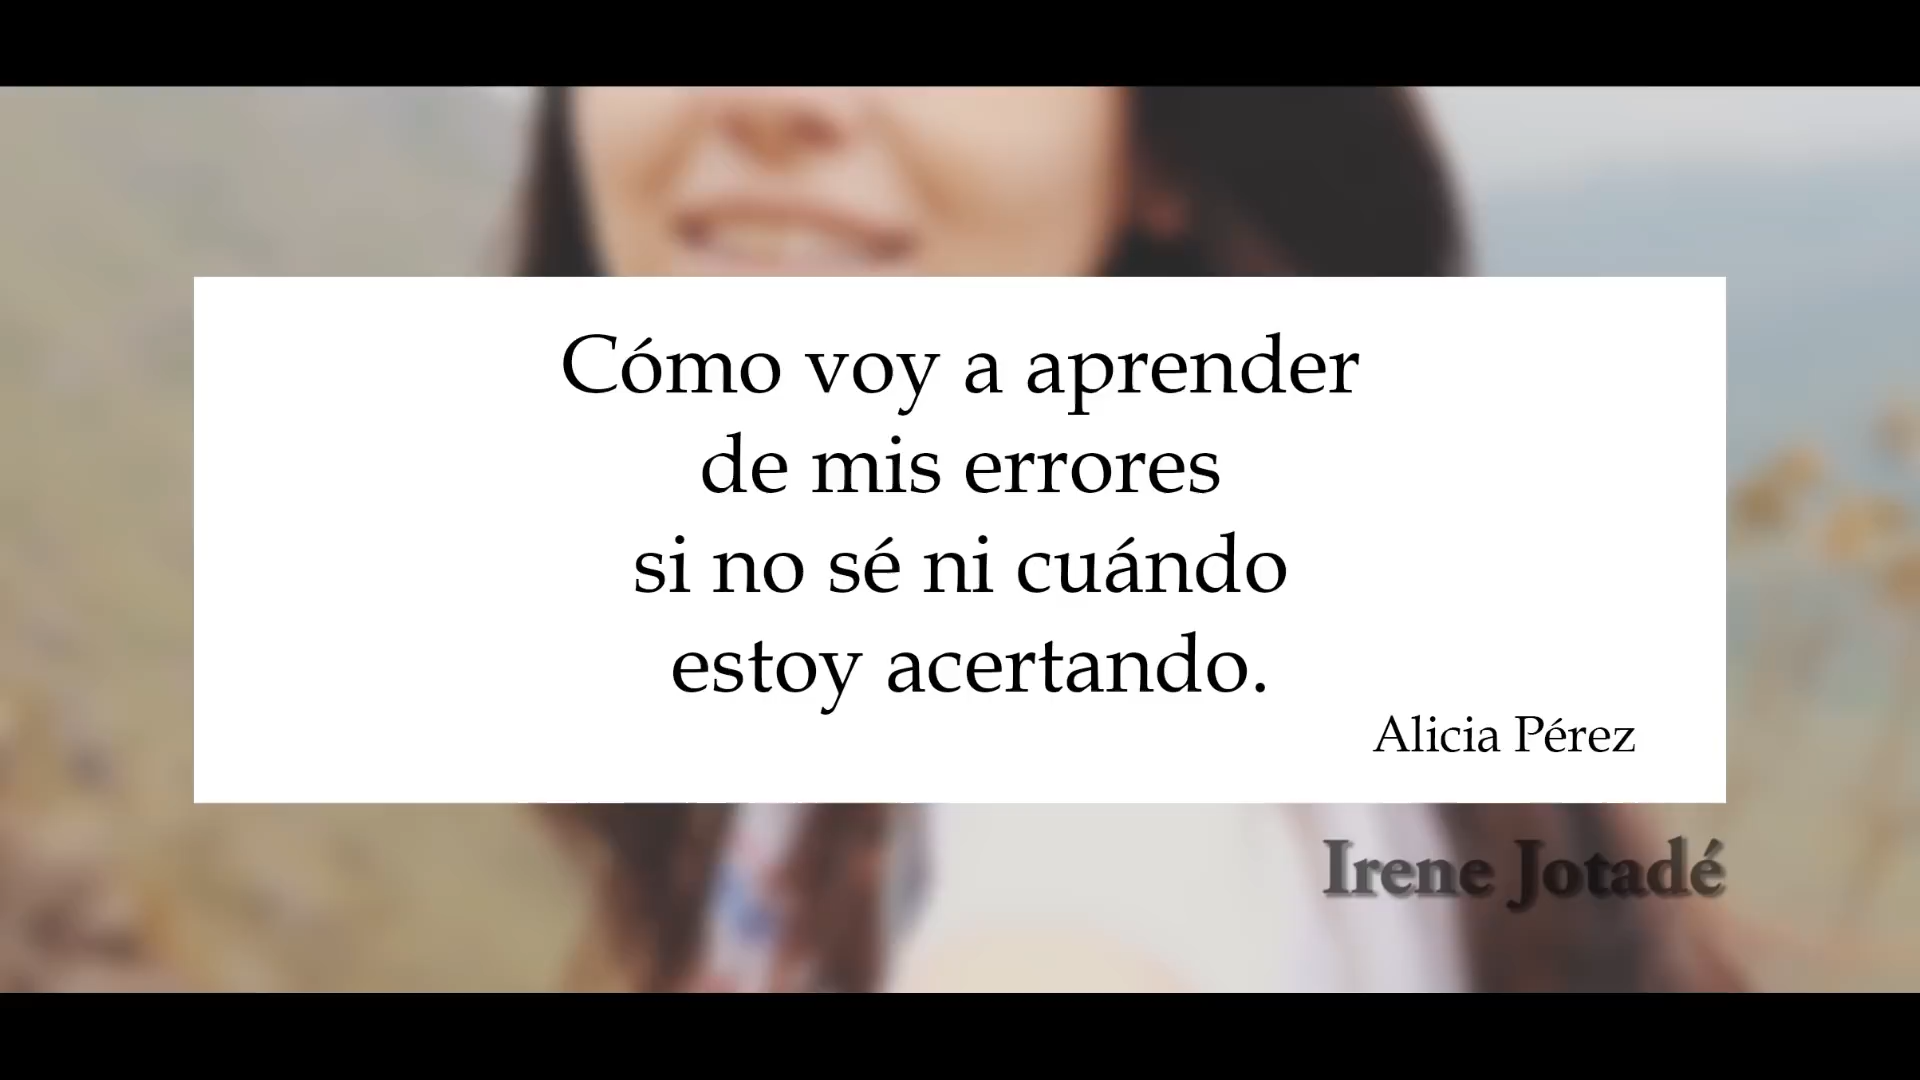 Cómo voy a aprender
de mis errores
si no sé ni cuándo
estoy acertando.
Alicia Pérez
Irene Jotadé